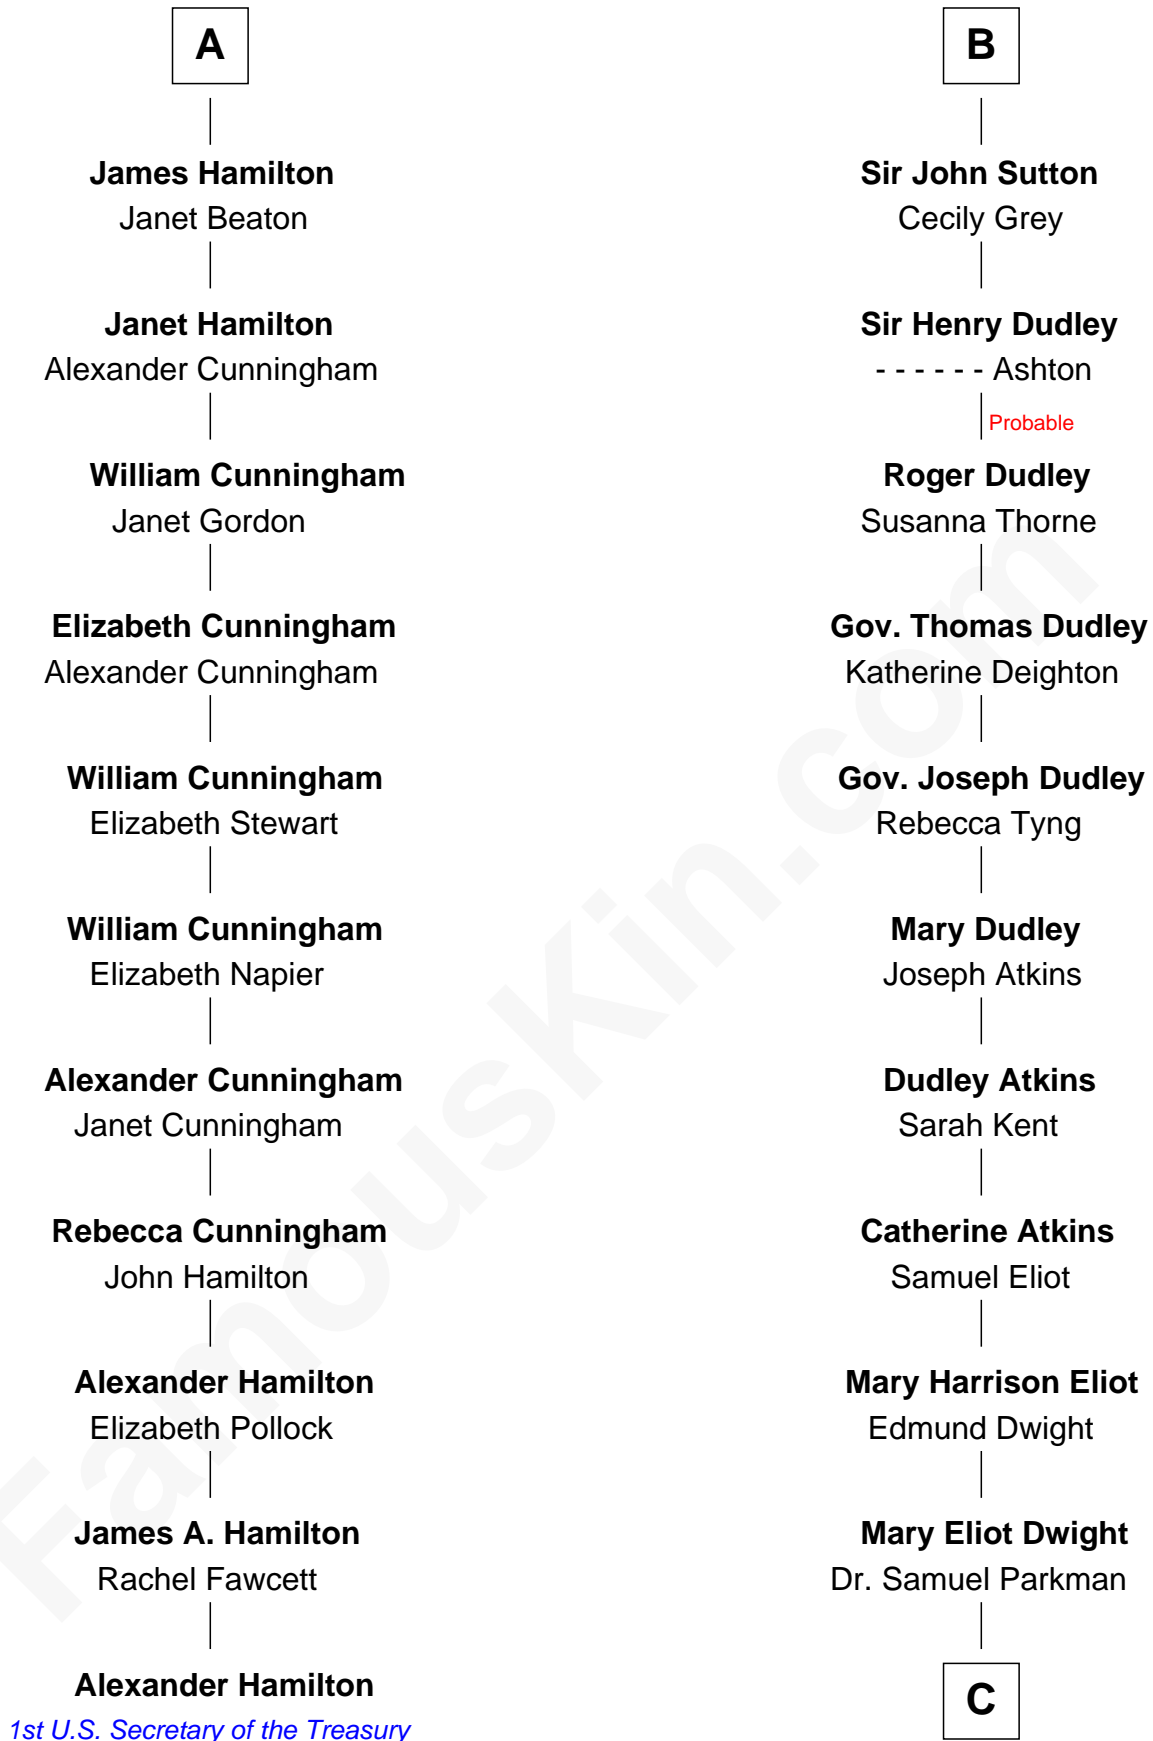 A
James Hamilton
Janet Beaton
Janet Hamilton
Alexander Cunningham
William Cunningham
Janet Gordon
Elizabeth Cunningham
Alexander Cunningham
William Cunningham
Elizabeth Stewart
William Cunningham
Elizabeth Napier
Alexander Cunningham
Janet Cunningham
Rebecca Cunningham
John Hamilton
Alexander Hamilton
Elizabeth Pollock
James A. Hamilton
Rachel Fawcett
Alexander Hamilton
1st U.S. Secretary of the Treasury
B
Sir John Sutton
Cecily Grey
Sir Henry Dudley
- - - - - - Ashton
Probable
Roger Dudley
Susanna Thorne
Gov. Thomas Dudley
Katherine Deighton
Gov. Joseph Dudley
Rebecca Tyng
Mary Dudley
Joseph Atkins
Dudley Atkins
Sarah Kent
Catherine Atkins
Samuel Eliot
Mary Harrison Eliot
Edmund Dwight
Mary Eliot Dwight
Dr. Samuel Parkman
C
FamousKin.com